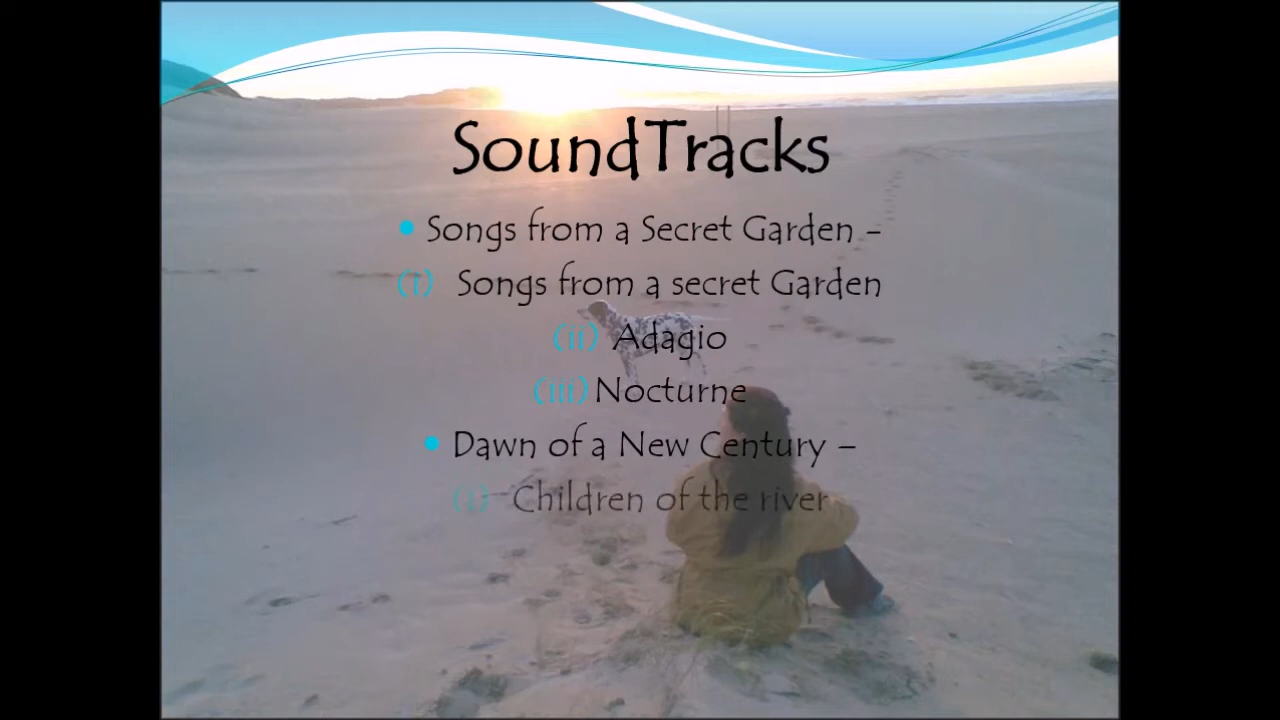 SoundTracks
• Songs from a Secret Garden –
(i) Songs from a secret Garden
(ii) Adagio
(iii) Nocturne
• Dawn of a New Century –
(i) Children of the river